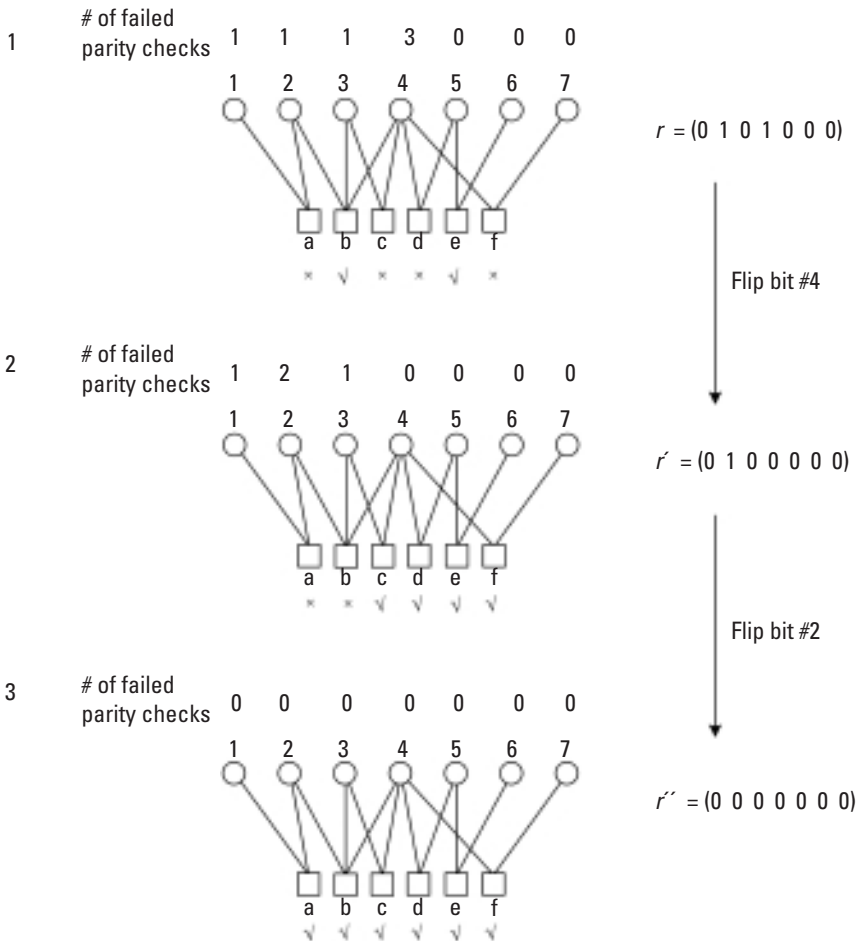 1
# of failed
parity checks 1 1 1 3 0 0 0
1 2 3 4 5 6 7
r = (0 1 0 1 0 0 0)
a b c d e f
× √ × × √ ×
Flip bit #4
2
# of failed
parity checks 1 2 1 0 0 0 0
1 2 3 4 5 6 7
r´ = (0 1 0 0 0 0 0)
a b c d e f
× × √ √ √ √
Flip bit #2
3
# of failed
parity checks 0 0 0 0 0 0 0
1 2 3 4 5 6 7
r´´ = (0 0 0 0 0 0 0)
a b c d e f
√ √ √ √ √ √